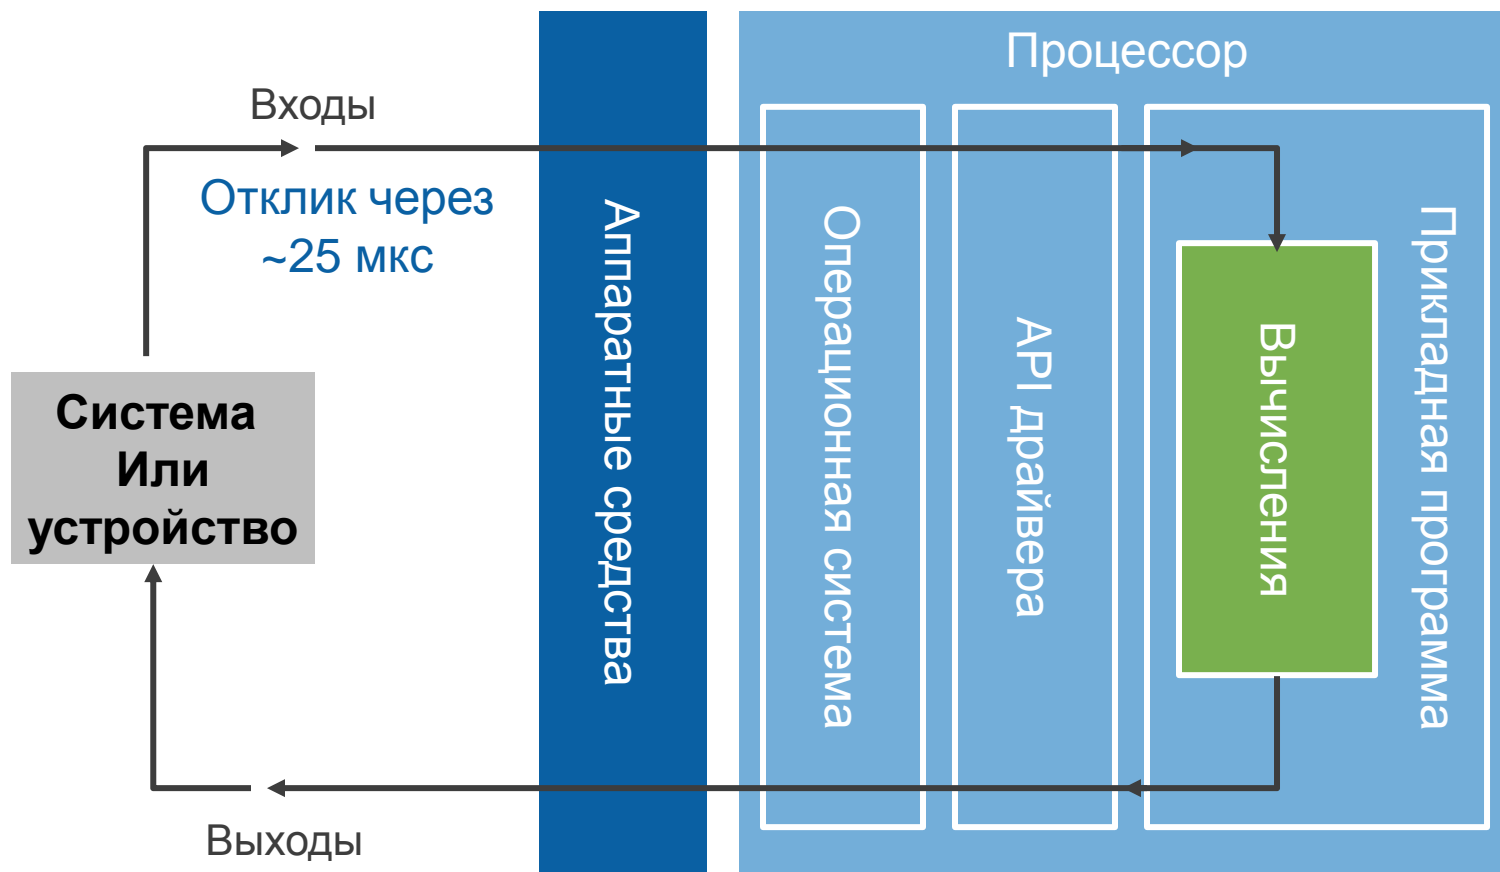 Процессор
Входы
Отклик через
~25 мкс
Система
Или
устройство
Аппаратные средства
Операционная система
API драйвера
Вычисления
Прикладная программа
Выходы